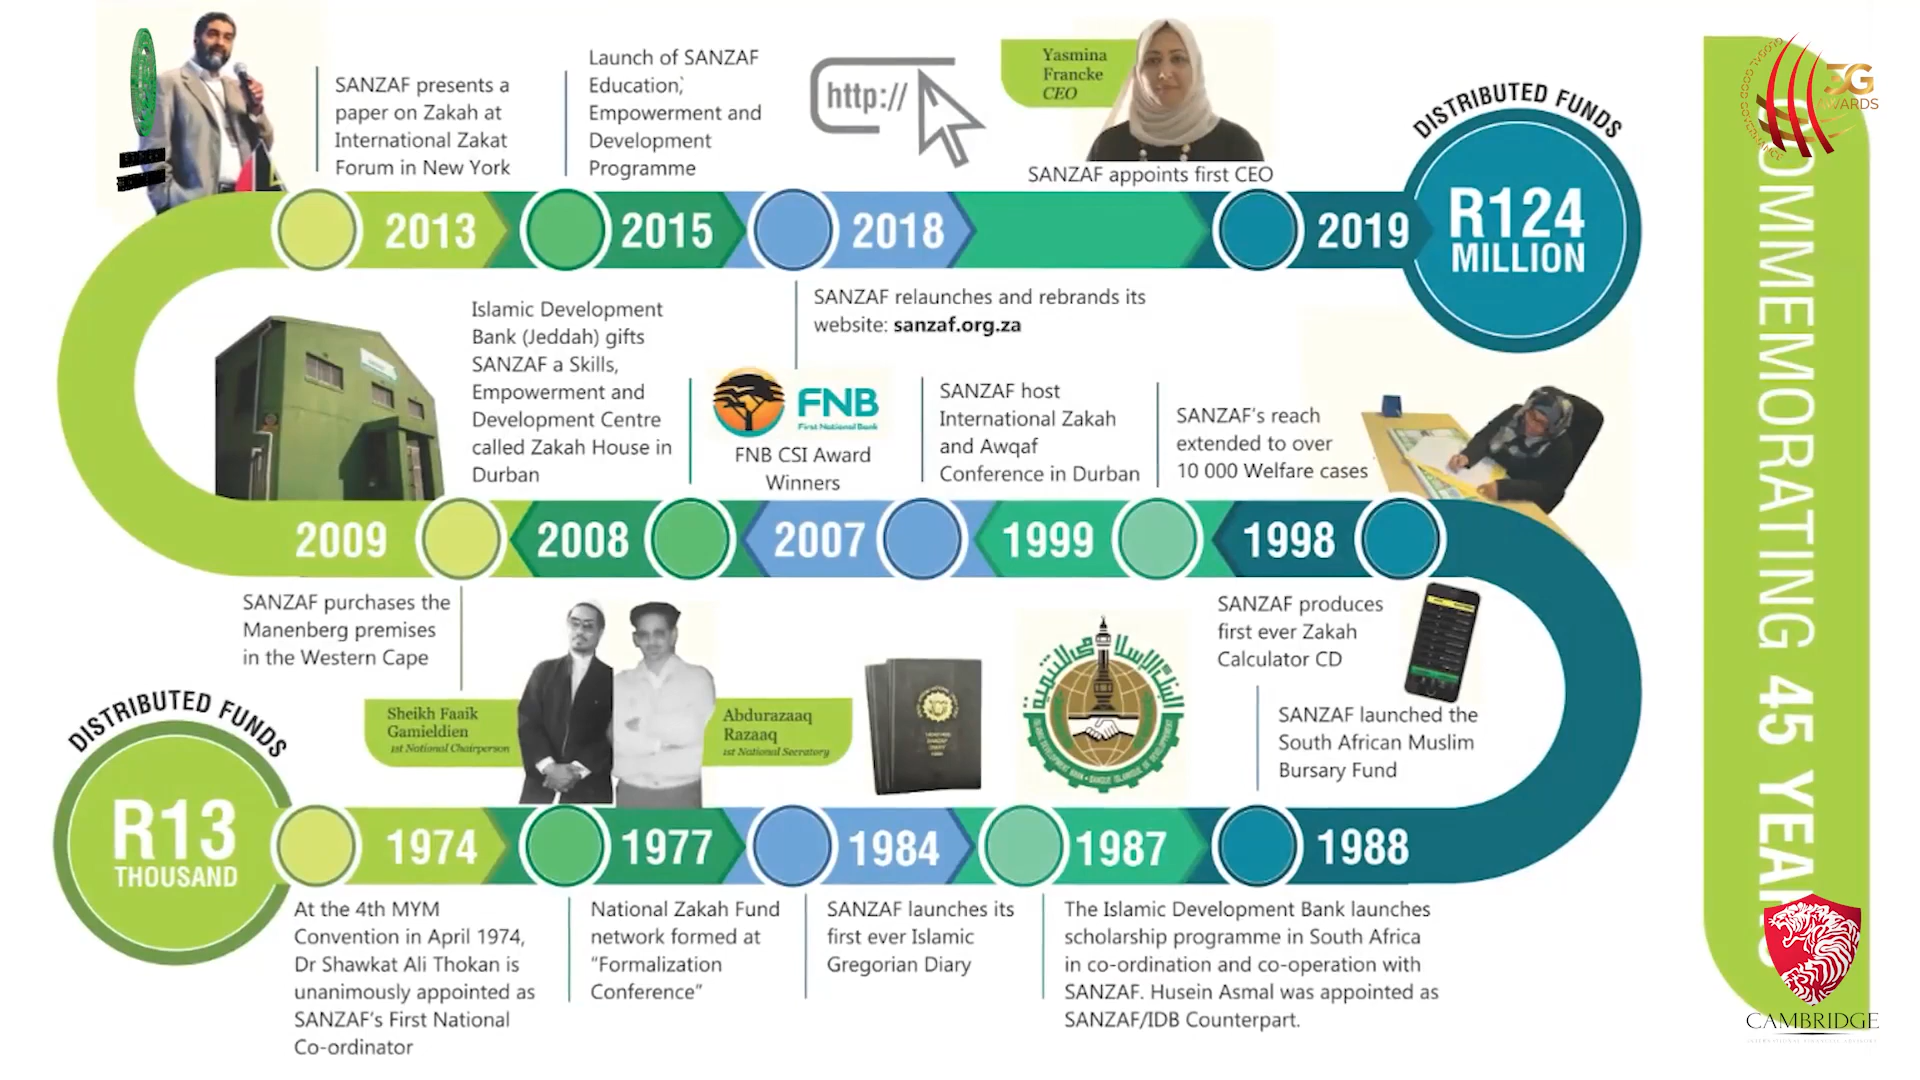 SANZAF presents a
paper on Zakah at
International Zakat
Forum in New York
Launch of SANZAF
Education,
Empowerment and
Development
Programme
http://
Yasmina
Francke
CEO
SANZAF appoints first CEO
DISTRIBUTED FUNDS
R124
MILLION
2013
2015
2018
2019
SANZAF relaunches and rebrands its
website: sanzaf.org.za
Islamic Development
Bank (Jeddah) gifts
SANZAF a Skills,
Empowerment and
Development Centre
called Zakah House in
Durban
FNB
First National Bank
FNB CSI Award
Winners
SANZAF host
International Zakah
and Awqaf
Conference in Durban
SANZAF's reach
extended to over
10 000 Welfare cases
2009
2008
2007
1999
1998
SANZAF purchases the
Manenberg premises
in the Western Cape
Sheikh Faaik
Gamieldien
1st National Chairperson
Abdurazaaq
Razaaq
1st National Secratory
SANZAF produces
first ever Zakah
Calculator CD
SANZAF launched the
South African Muslim
Bursary Fund
DISTRIBUTED FUNDS
R13
THOUSAND
1974
1977
1984
1987
1988
At the 4th MYM
Convention in April 1974,
Dr Shawkat Ali Thokan is
unanimously appointed as
SANZAF's First National
Co-ordinator
National Zakah Fund
network formed at
“Formalization
Conference”
SANZAF launches its
first ever Islamic
Gregorian Diary
The Islamic Development Bank launches
scholarship programme in South Africa
in co-ordination and co-operation with
SANZAF. Husein Asmal was appointed as
SANZAF/IDB Counterpart.
COMMEMORATING 45 YEARS
3G
AWARDS
CAMBRIDGE